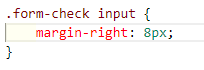 .form-check input {
    margin-right: 8px;
}